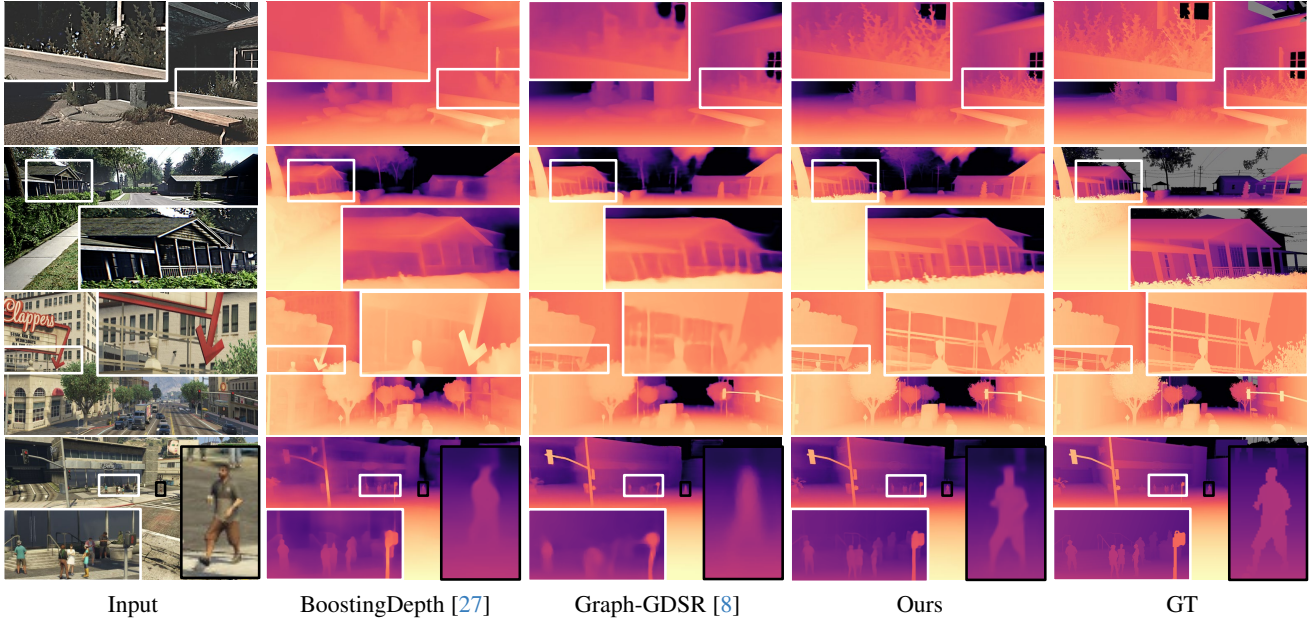 Clappers
Input
BoostingDepth [27]
Graph-GDSR [8]
Ours
GT